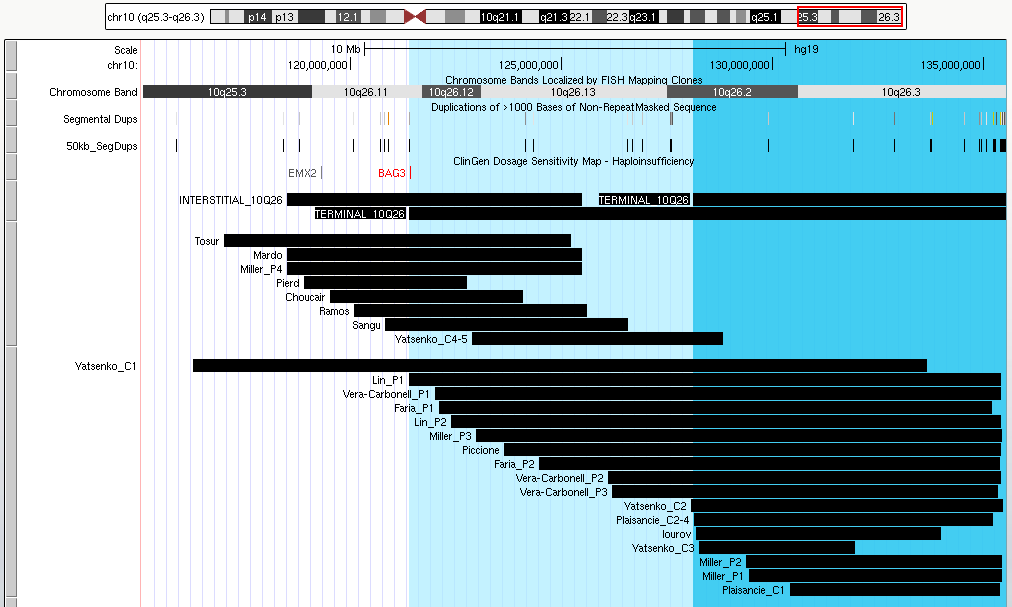 chr10 (q25.3-q26.3) p14 p13 12.1 10q21.1 q21.3 22.1 22.3 q23.1 q25.1 25.3 26.3
Scale 10 Mb hg19
chr10: 120,000,000 125,000,000 130,000,000 135,000,000
Chromosome Bands Localized by FISH Mapping Clones
Chromosome Band 10q25.3 10q26.11 10q26.12 10q26.13 10q26.2 10q26.3
Duplications of >1000 Bases of Non-RepeatMasked Sequence
Segmental Dups
50kb_SegDups
ClinGen Dosage Sensitivity Map - Haploinsufficiency
EMX2 BAG3
INTERSTITIAL_10Q26 TERMINAL_10Q26
TERMINAL_10Q26
Tosur
Mardo
Miller_P4
Pierd
Choucair
Ramos
Sangu
Yatsenko_C4-5
Yatsenko_C1
Lin_P1
Vera-Carbonell_P1
Faria_P1
Lin_P2
Miller_P3
Piccione
Faria_P2
Vera-Carbonell_P2
Vera-Carbonell_P3
Yatsenko_C2
Plaisancie_C2-4
Iourov
Yatsenko_C3
Miller_P2
Miller_P1
Plaisancie_C1